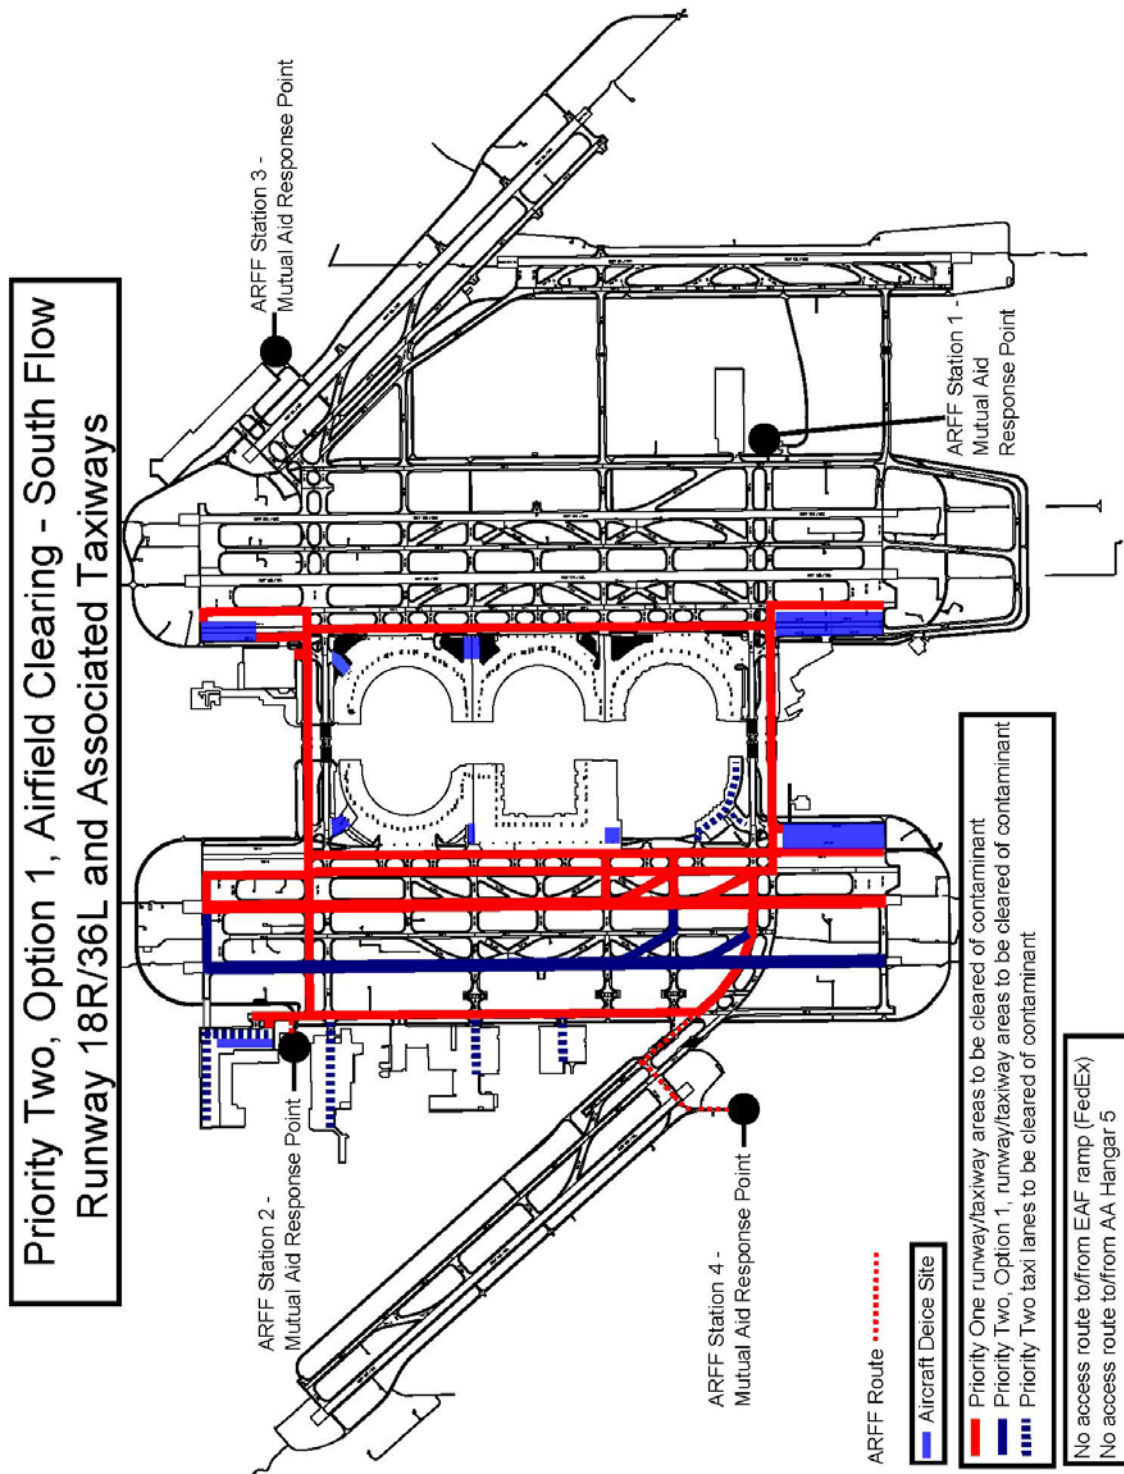 Priority Two, Option 1, Airfield Clearing - South Flow
Runway 18R/36L and Associated Taxiways
ARFF Station 3 -
Mutual Aid Response Point
ARFF Station 2 -
Mutual Aid Response Point
ARFF Station 1 -
Mutual Aid
Response Point
ARFF Station 4 -
Mutual Aid Response Point
ARFF Route
Aircraft Deice Site
Priority One runway/taxiway areas to be cleared of contaminant
Priority Two, Option 1, runway/taxiway areas to be cleared of contaminant
Priority Two taxi lanes to be cleared of contaminant
No access route to/from EAF ramp (FedEx)
No access route to/from AA Hangar 5